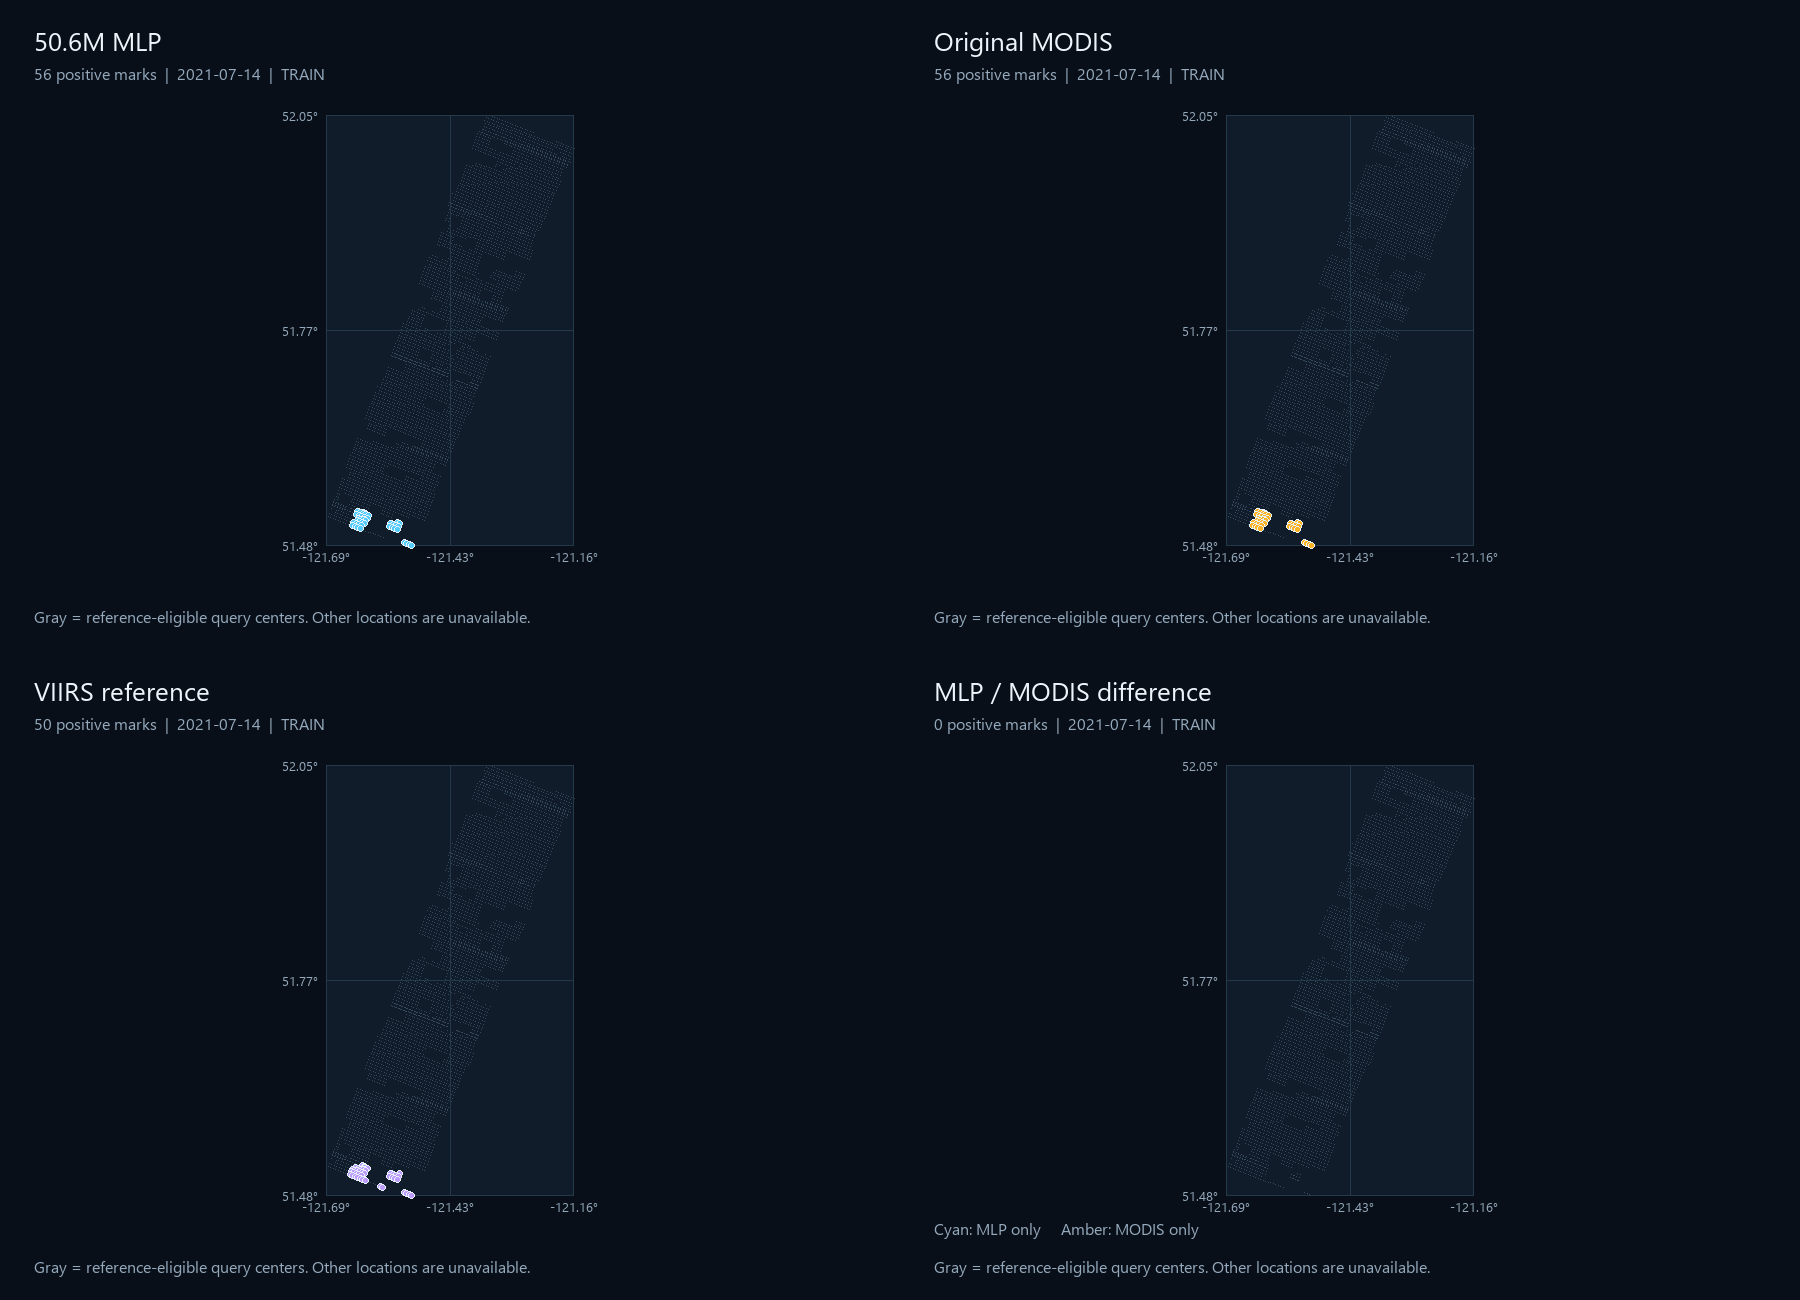 50.6M MLP
56 positive marks | 2021-07-14 | TRAIN
52.05°
51.77°
51.48°
-121.69°
-121.43°
-121.16°
Gray = reference-eligible query centers. Other locations are unavailable.
Original MODIS
56 positive marks | 2021-07-14 | TRAIN
52.05°
51.77°
51.48°
-121.69°
-121.43°
-121.16°
Gray = reference-eligible query centers. Other locations are unavailable.
VIIRS reference
50 positive marks | 2021-07-14 | TRAIN
52.05°
51.77°
51.48°
-121.69°
-121.43°
-121.16°
Gray = reference-eligible query centers. Other locations are unavailable.
MLP / MODIS difference
0 positive marks | 2021-07-14 | TRAIN
52.05°
51.77°
51.48°
-121.69°
-121.43°
-121.16°
Cyan: MLP only Amber: MODIS only
Gray = reference-eligible query centers. Other locations are unavailable.